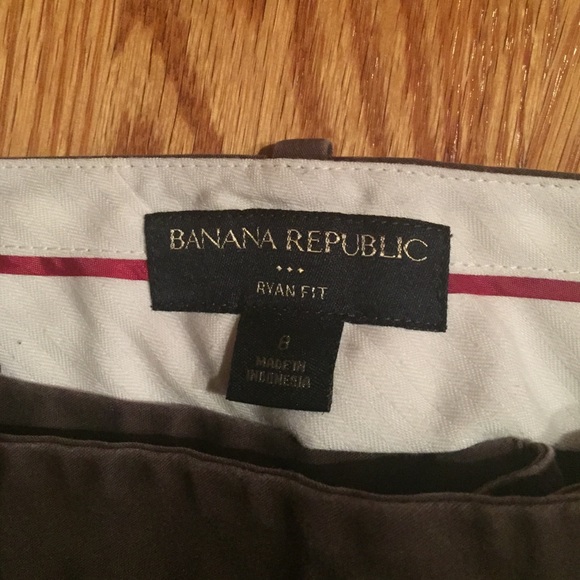 BANANA REPUBLIC
RYAN FIT
8
MADE IN
INDONESIA